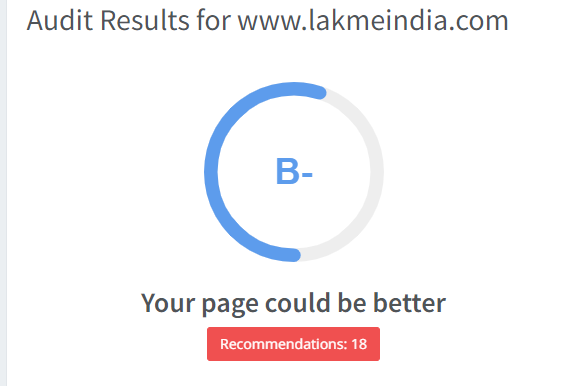 Audit Results for www.lakmeindia.com
B-
Your page could be better
Recommendations: 18